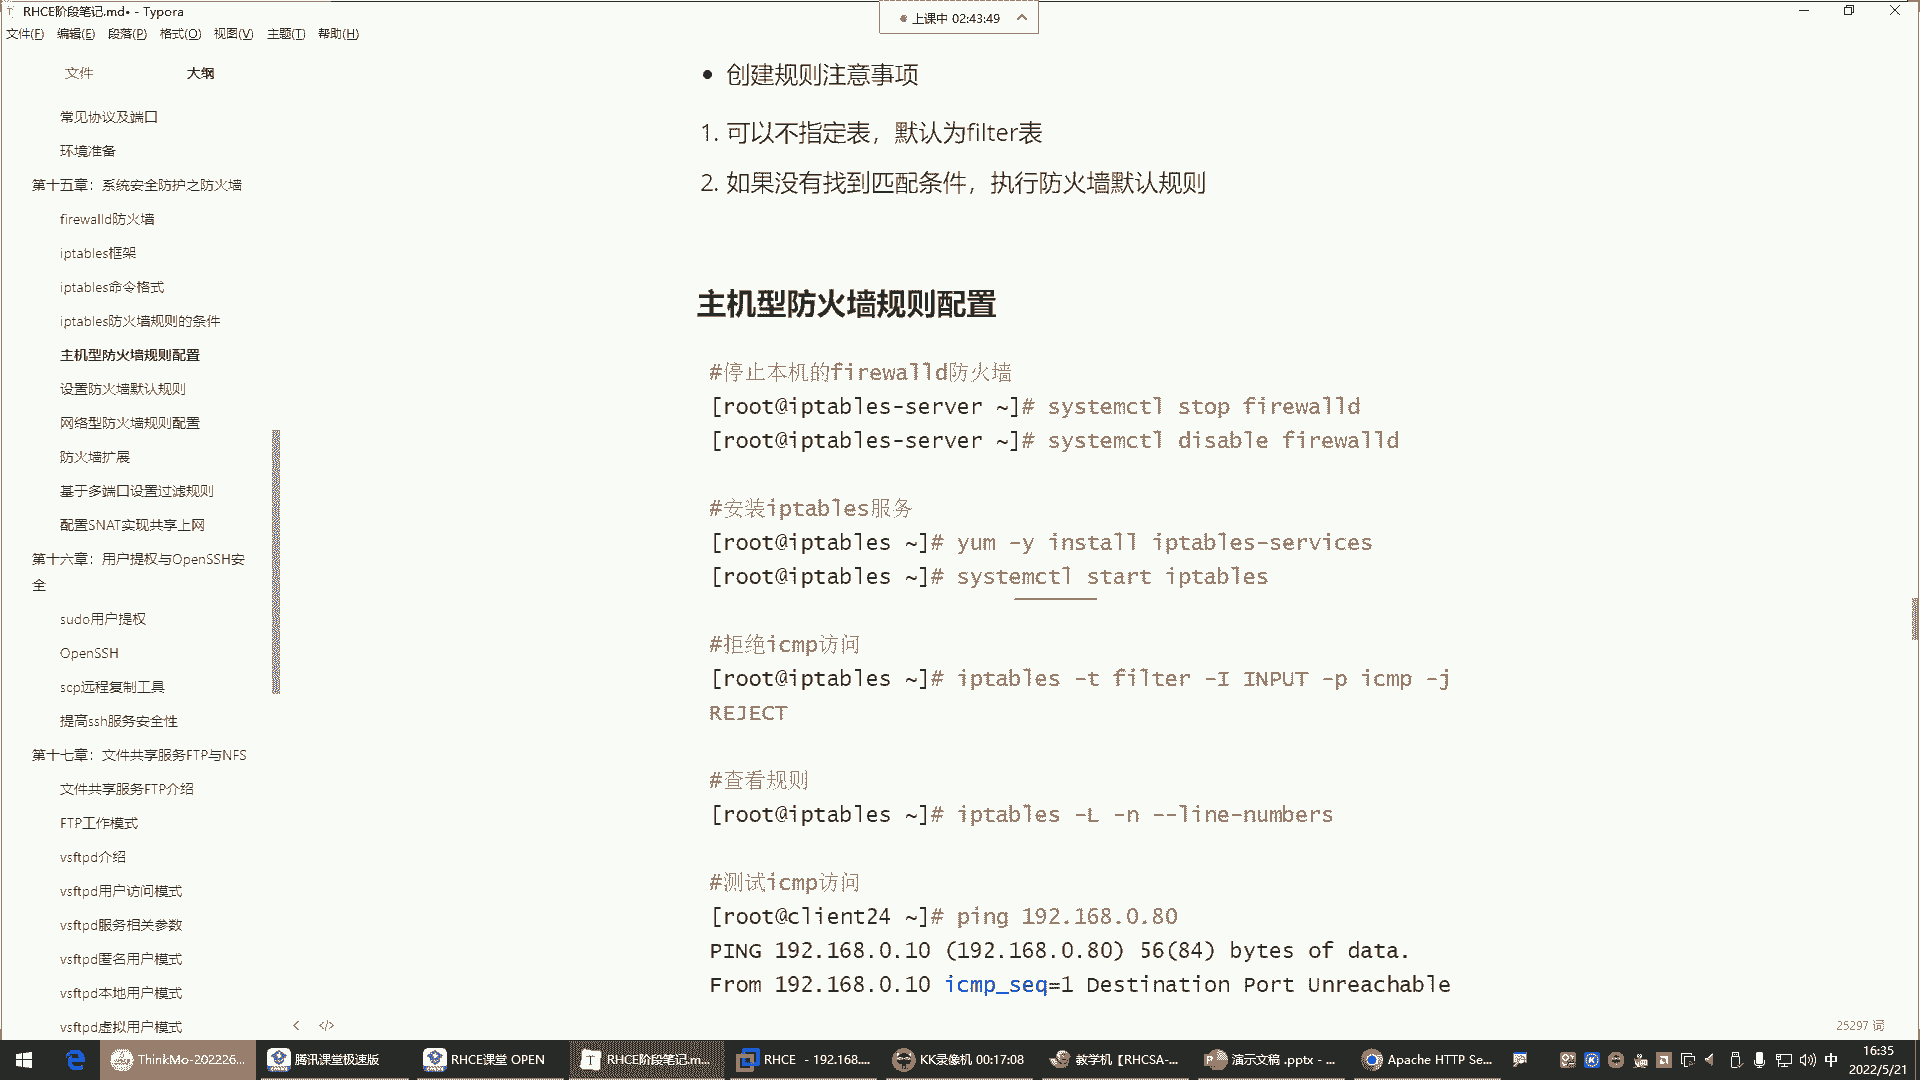 RHCE阶段笔记.md• - Typora
上课中 02:43:49
文件(F) 编辑(E) 段落(P) 格式(O) 视图(V) 主题(T) 帮助(H)
文件 大纲
常见协议及端口
环境准备
第十五章：系统安全防护之防火墙
firewalld防火墙
iptables框架
iptables命令格式
iptables防火墙规则的条件
主机型防火墙规则配置
设置防火墙默认规则
网络型防火墙规则配置
防火墙扩展
基于多端口设置过滤规则
配置SNAT实现共享上网
第十六章：用户提权与OpenSSH安
全
sudo用户提权
OpenSSH
scp远程复制工具
提高ssh服务安全性
第十七章：文件共享服务FTP与NFS
文件共享服务FTP介绍
FTP工作模式
vsftpd介绍
vsftpd用户访问模式
vsftpd服务相关参数
vsftpd匿名用户模式
vsftpd本地用户模式
vsftpd虚拟用户模式
• 创建规则注意事项
1. 可以不指定表，默认为filter表
2. 如果没有找到匹配条件，执行防火墙默认规则
主机型防火墙规则配置
#停止本机的firewalld防火墙
[root@iptables-server ~]# systemctl stop firewalld
[root@iptables-server ~]# systemctl disable firewalld
#安装iptables服务
[root@iptables ~]# yum -y install iptables-services
[root@iptables ~]# systemctl start iptables
#拒绝icmp访问
[root@iptables ~]# iptables -t filter -I INPUT -p icmp -j
REJECT
#查看规则
[root@iptables ~]# iptables -L -n --line-numbers
#测试icmp访问
[root@client24 ~]# ping 192.168.0.80
PING 192.168.0.10 (192.168.0.80) 56(84) bytes of data.
From 192.168.0.10 icmp_seq=1 Destination Port Unreachable
25297 词
ThinkMo-202226... 腾讯课堂极速版 RHCE课堂 OPEN RHCE阶段笔记.m... RHCE - 192.168.... KK录像机 00:17:08 教学机【RHCSA-... 演示文稿 .pptx - ... Apache HTTP Se... 中
16:35
2022/5/21